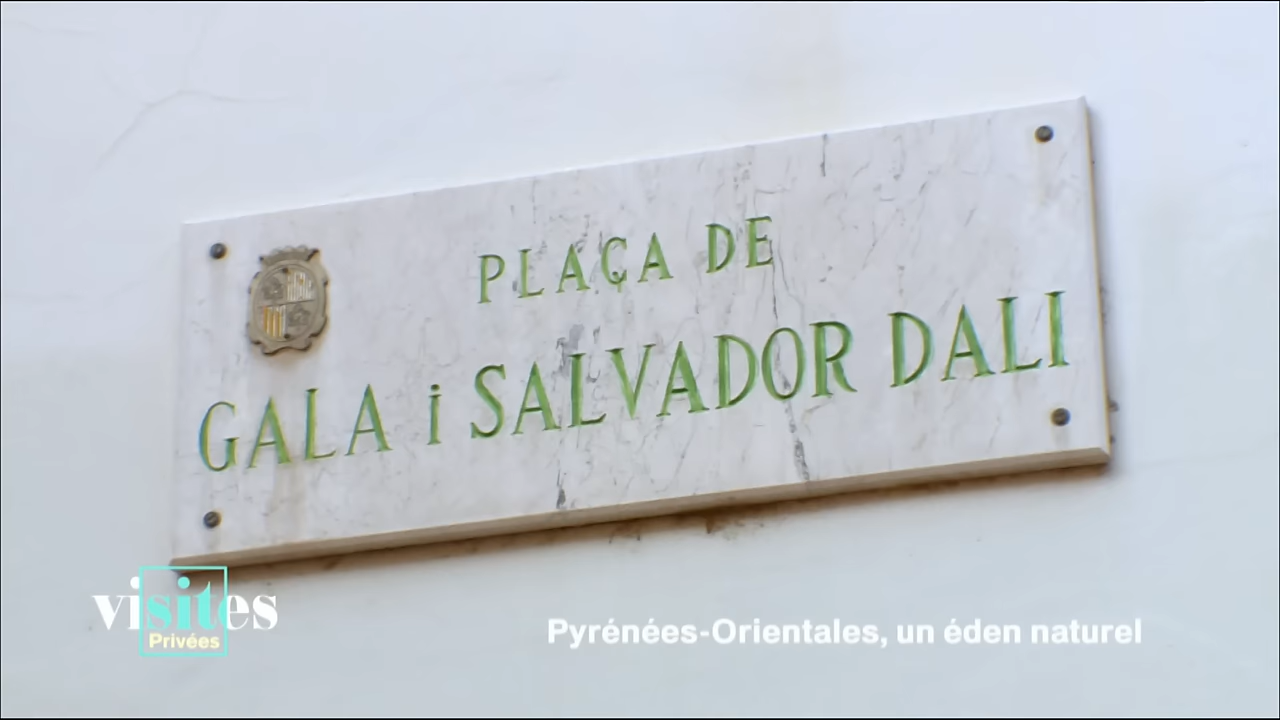 PLAÇA DE
GALA i SALVADOR DALI
visites
Privées
Pyrénées-Orientales, un éden naturel